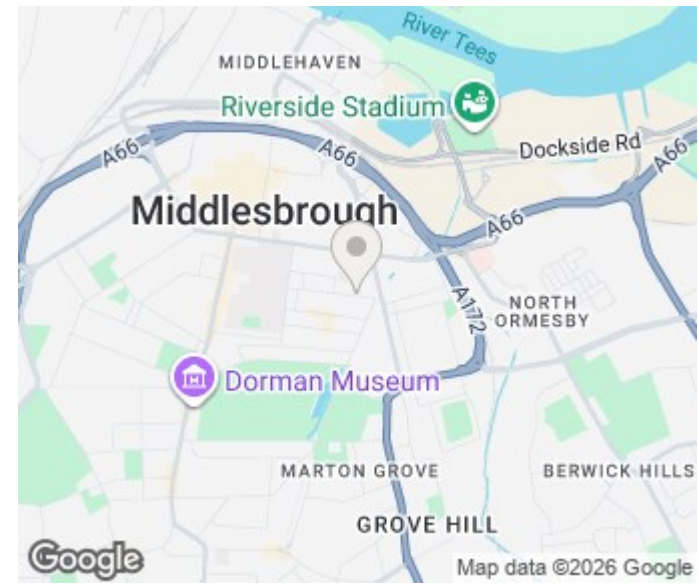 River Tees
MIDDLEHAVEN
Riverside Stadium
A66
A66
Dockside Rd
A66
Middlesbrough
A66
A172
NORTH
ORMESBY
Dorman Museum
MARTON GROVE
BERWICK HILLS
GROVE HILL
Google
Map data ©2026 Google